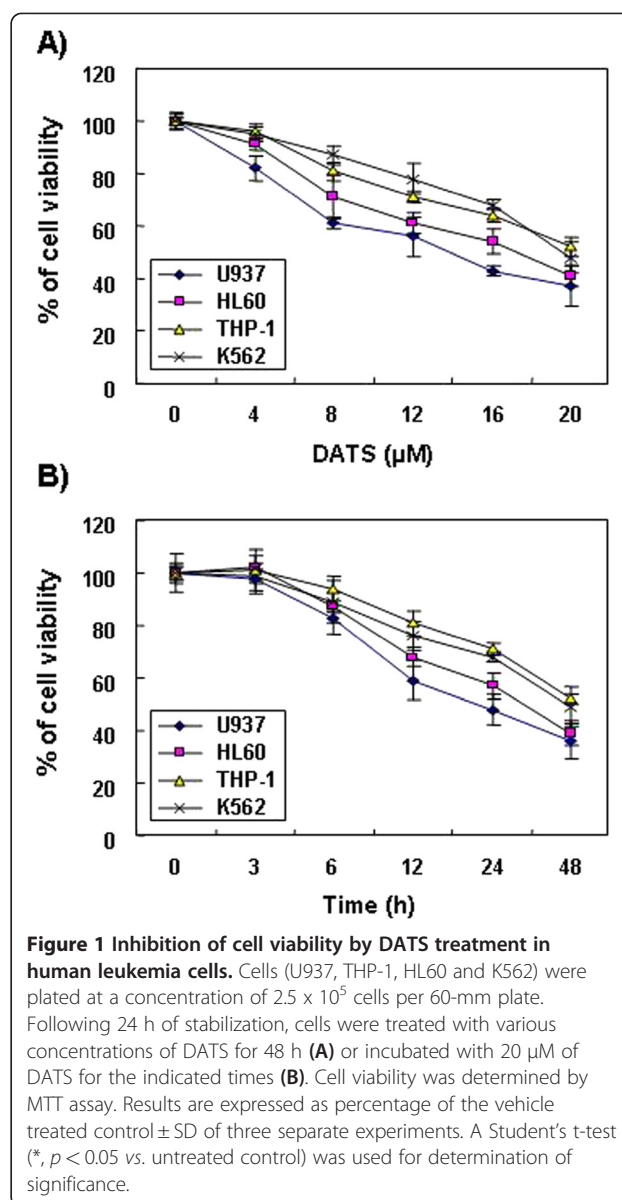 A)
120
100
80
60
40
20
0
% of cell viability
U937
HL60
THP-1
K562
0 4 8 12 16 20
DATS (µM)
B)
120
100
80
60
40
20
0
% of cell viability
U937
HL60
THP-1
K562
0 3 6 12 24 48
Time (h)
Figure 1 Inhibition of cell viability by DATS treatment in
human leukemia cells. Cells (U937, THP-1, HL60 and K562) were
plated at a concentration of 2.5 x 10⁵ cells per 60-mm plate.
Following 24 h of stabilization, cells were treated with various
concentrations of DATS for 48 h (A) or incubated with 20 µM of
DATS for the indicated times (B). Cell viability was determined by
MTT assay. Results are expressed as percentage of the vehicle
treated control ± SD of three separate experiments. A Student's t-test
(*, p < 0.05 vs. untreated control) was used for determination of
significance.